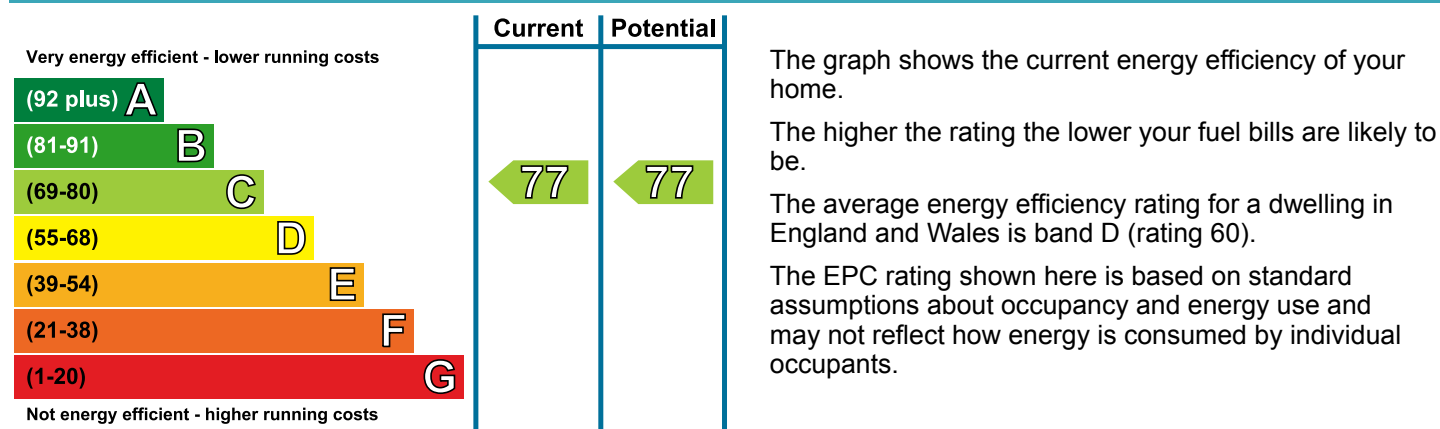 Current Potential
Very energy efficient - lower running costs
(92 plus) A
(81-91) B
(69-80) C
77 77
(55-68) D
(39-54) E
(21-38) F
(1-20) G
Not energy efficient - higher running costs
The graph shows the current energy efficiency of your
home.
The higher the rating the lower your fuel bills are likely to
be.
The average energy efficiency rating for a dwelling in
England and Wales is band D (rating 60).
The EPC rating shown here is based on standard
assumptions about occupancy and energy use and
may not reflect how energy is consumed by individual
occupants.